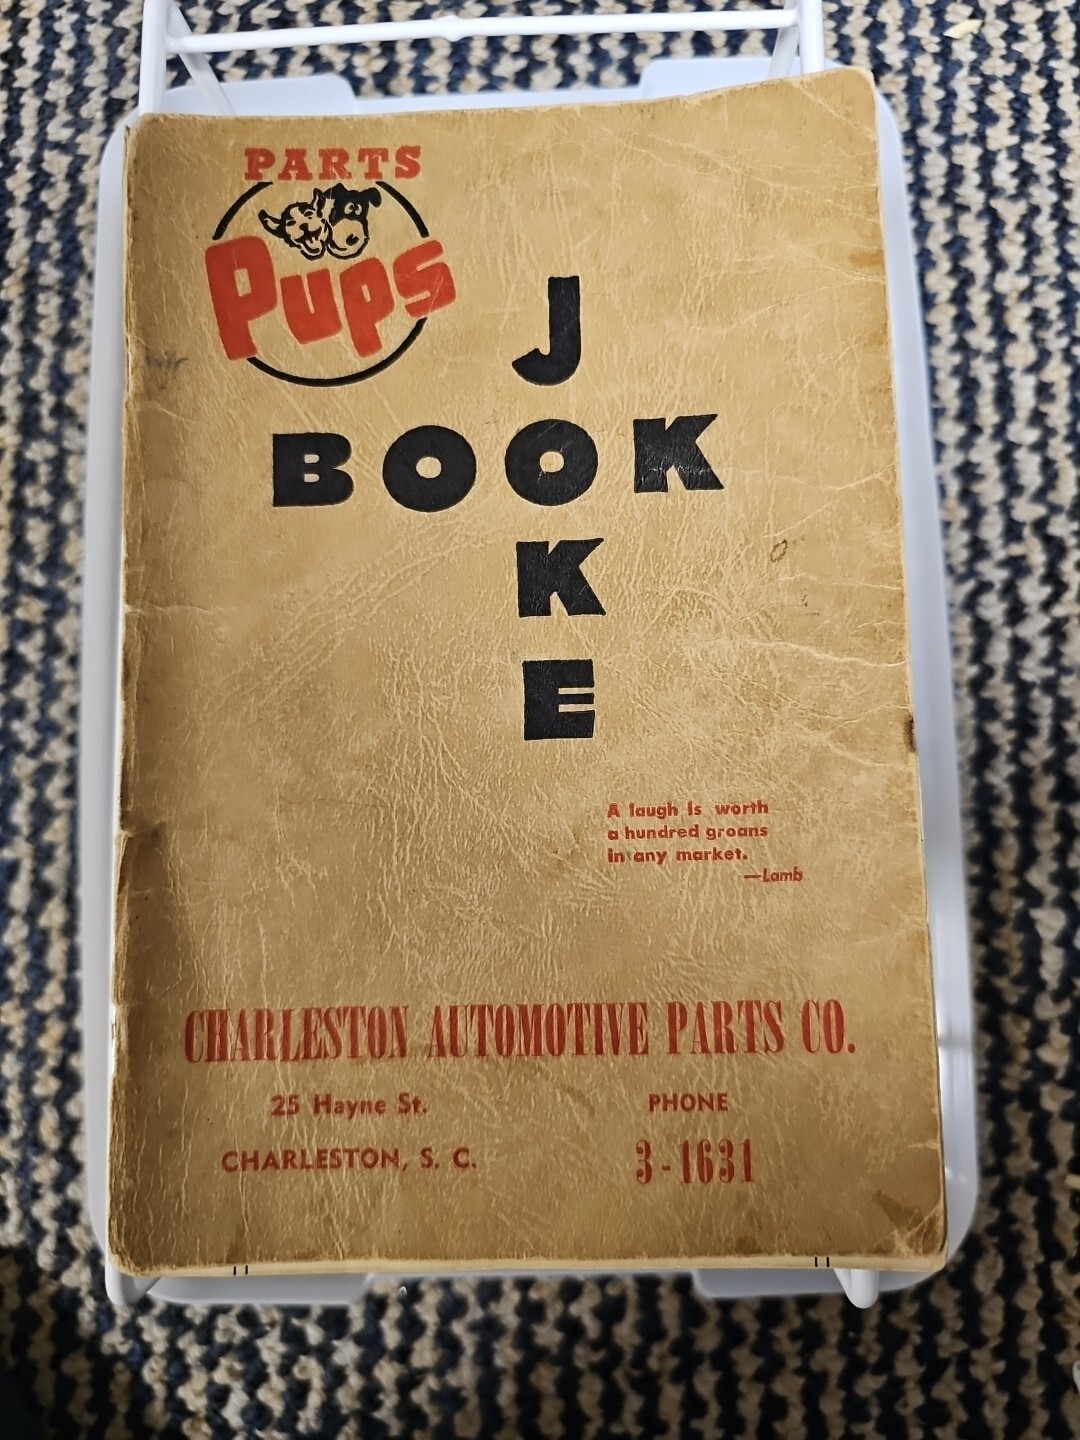 PARTS
Pups
J
BOOK
K
E
A laugh is worth
a hundred groans
in any market.
—Lamb
CHARLESTON AUTOMOTIVE PARTS CO.
25 Hayne St.
PHONE
CHARLESTON, S. C.
3-1631